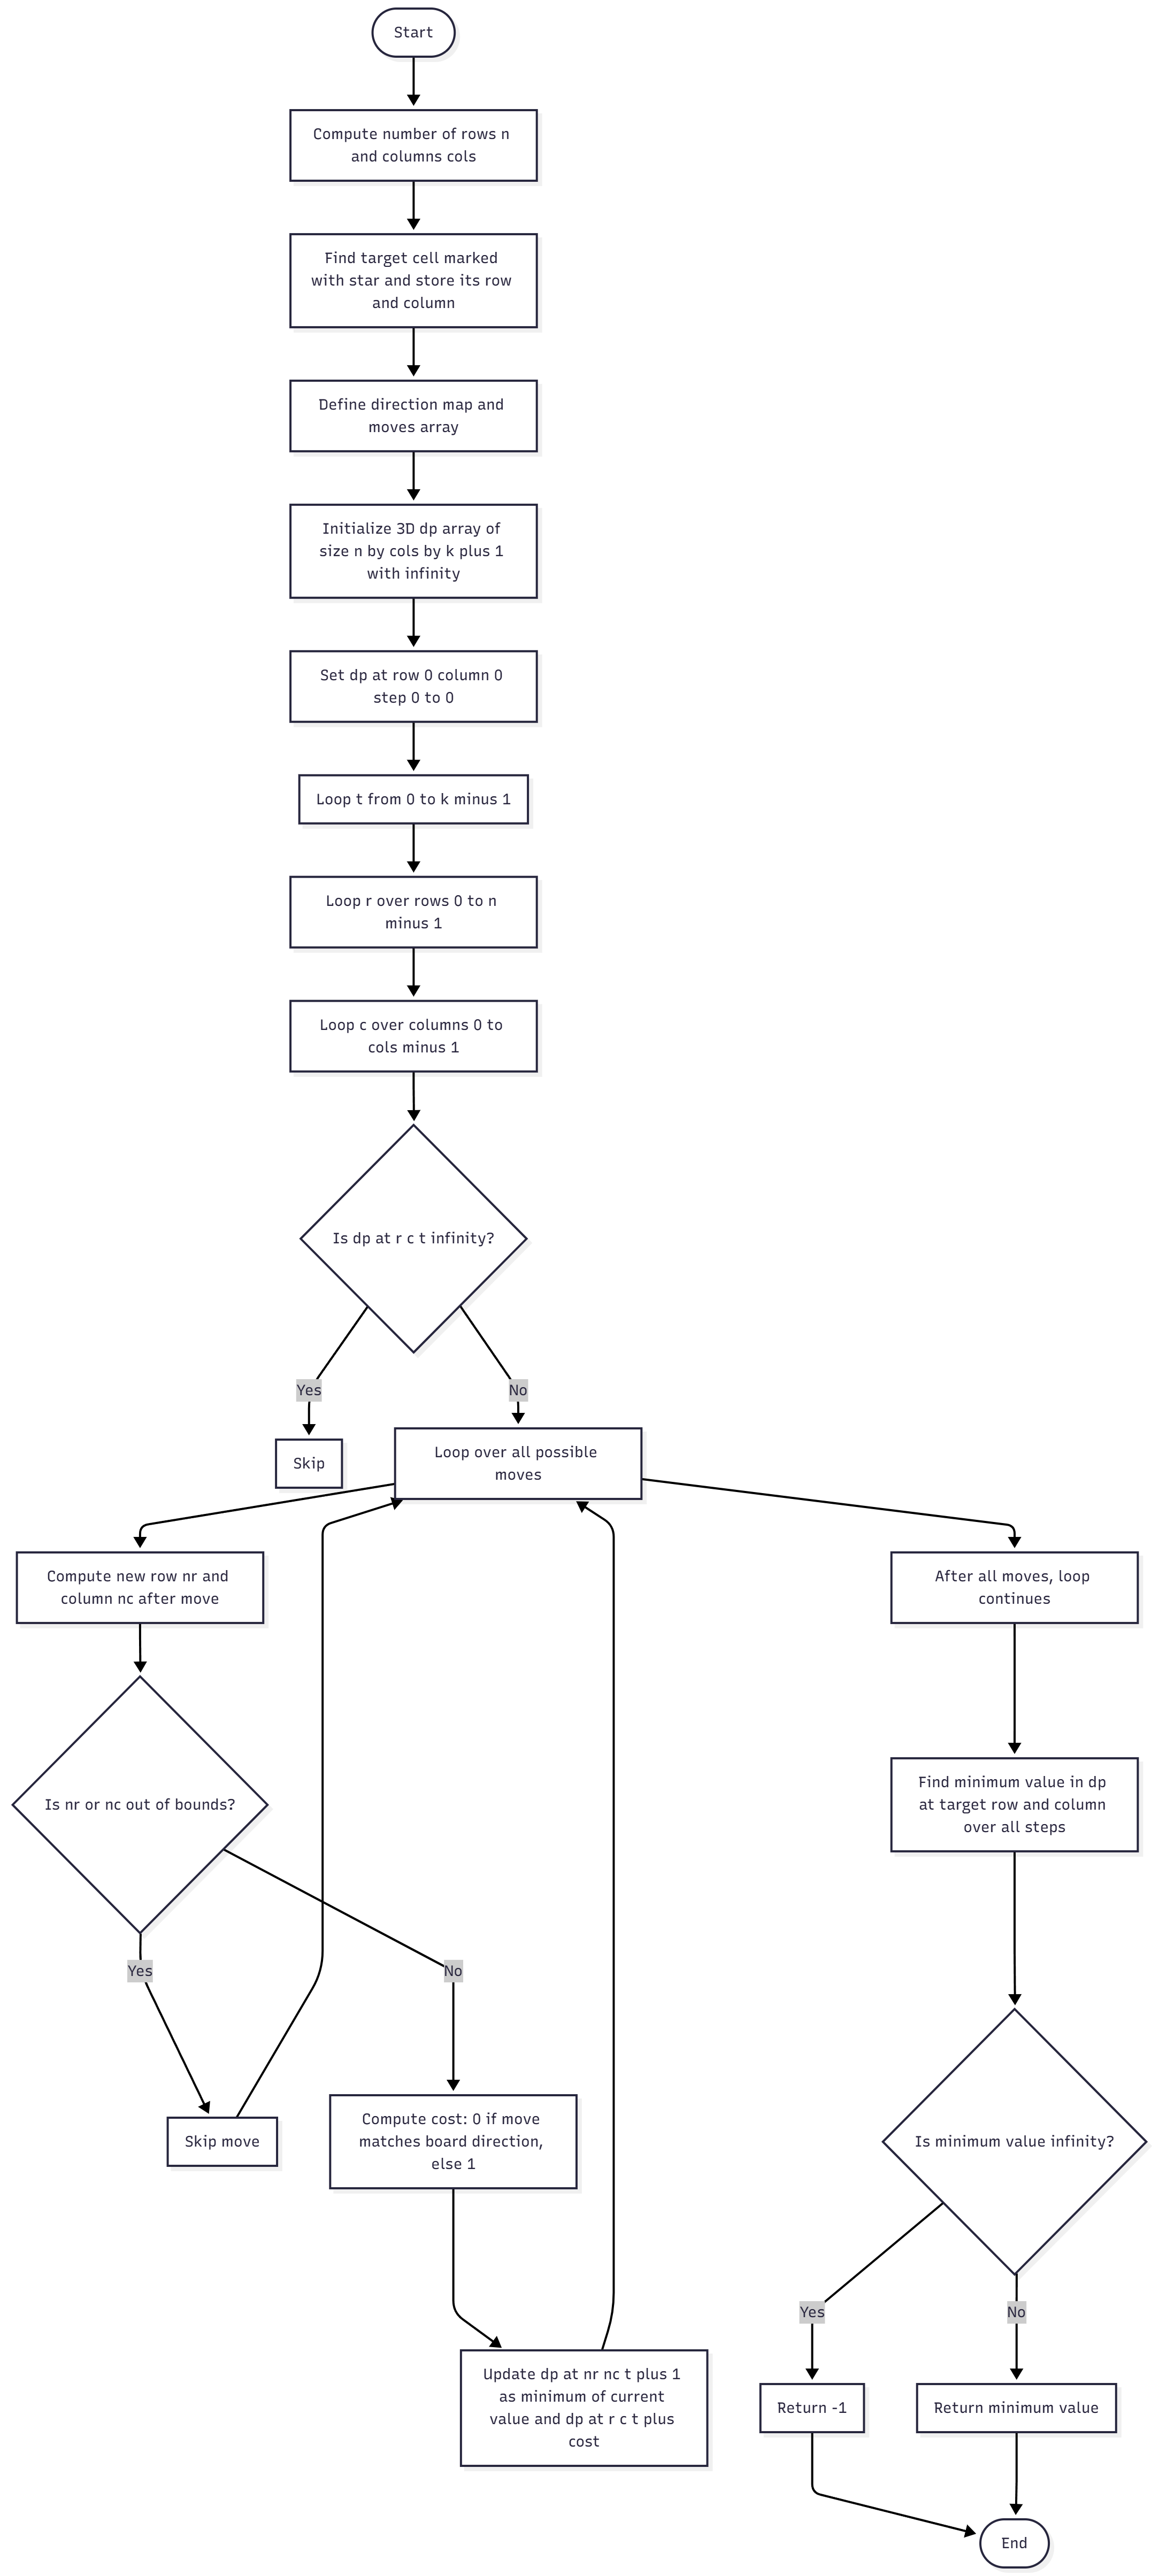 Start
Compute number of rows n
and columns cols
Find target cell marked
with star and store its row
and column
Define direction map and
moves array
Initialize 3D dp array of
size n by cols by k plus 1
with infinity
Set dp at row 0 column 0
step 0 to 0
Loop t from 0 to k minus 1
Loop r over rows 0 to n
minus 1
Loop c over columns 0 to
cols minus 1
Is dp at r c t infinity?
Yes
No
Skip
Loop over all possible
moves
Compute new row nr and
column nc after move
After all moves, loop
continues
Is nr or nc out of bounds?
Find minimum value in dp
at target row and column
over all steps
Yes
No
Skip move
Compute cost: 0 if move
matches board direction,
else 1
Is minimum value infinity?
Yes
No
Update dp at nr nc t plus 1
as minimum of current
value and dp at r c t plus
cost
Return -1
Return minimum value
End